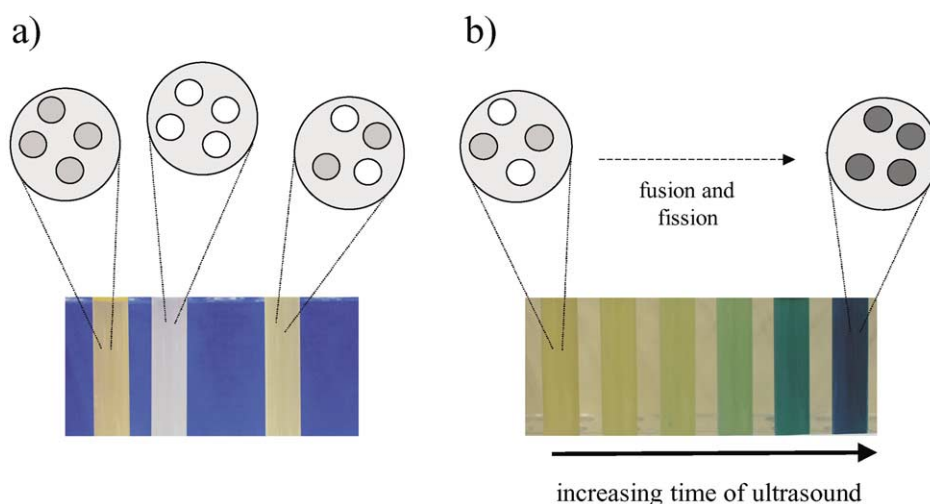 a)
b)
fusion and
fission
increasing time of ultrasound